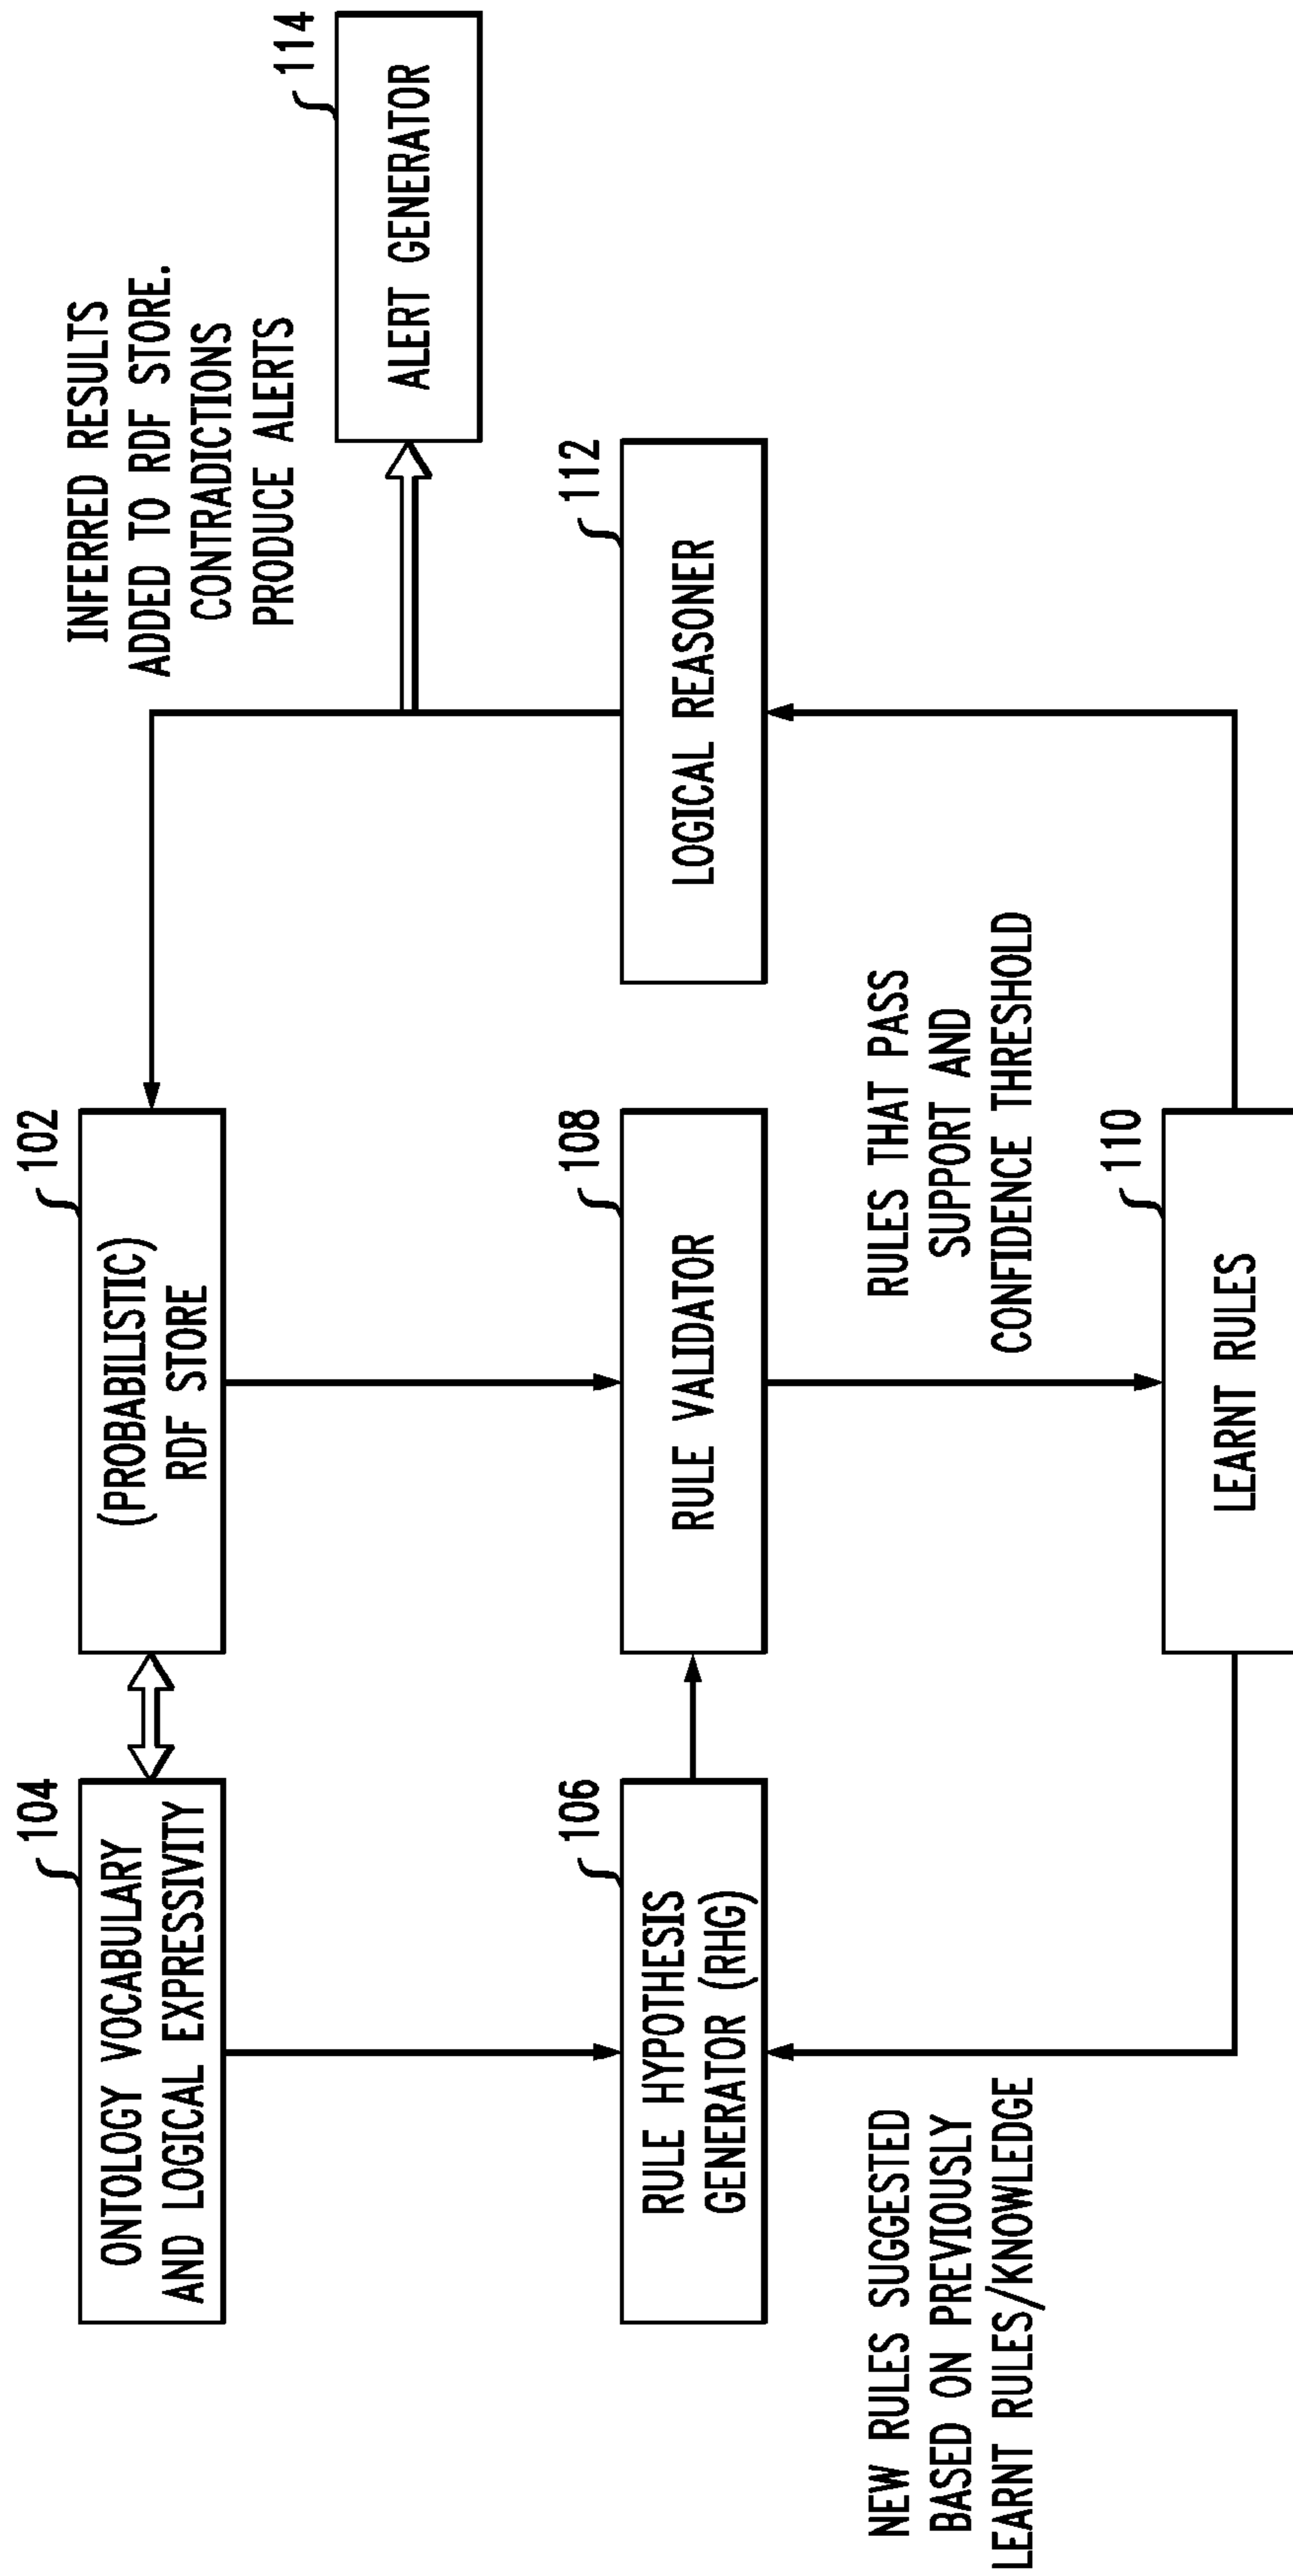 104
ONTOLOGY VOCABULARY
AND LOGICAL EXPRESSIVITY
102
(PROBABILISTIC)
RDF STORE
INFERRED RESULTS
ADDED TO RDF STORE.
CONTRADICTIONS
PRODUCE ALERTS
114
ALERT GENERATOR
106
RULE HYPOTHESIS
GENERATOR (RHG)
108
RULE VALIDATOR
112
LOGICAL REASONER
NEW RULES SUGGESTED
BASED ON PREVIOUSLY
LEARNT RULES/KNOWLEDGE
RULES THAT PASS
SUPPORT AND
CONFIDENCE THRESHOLD
110
LEARNT RULES